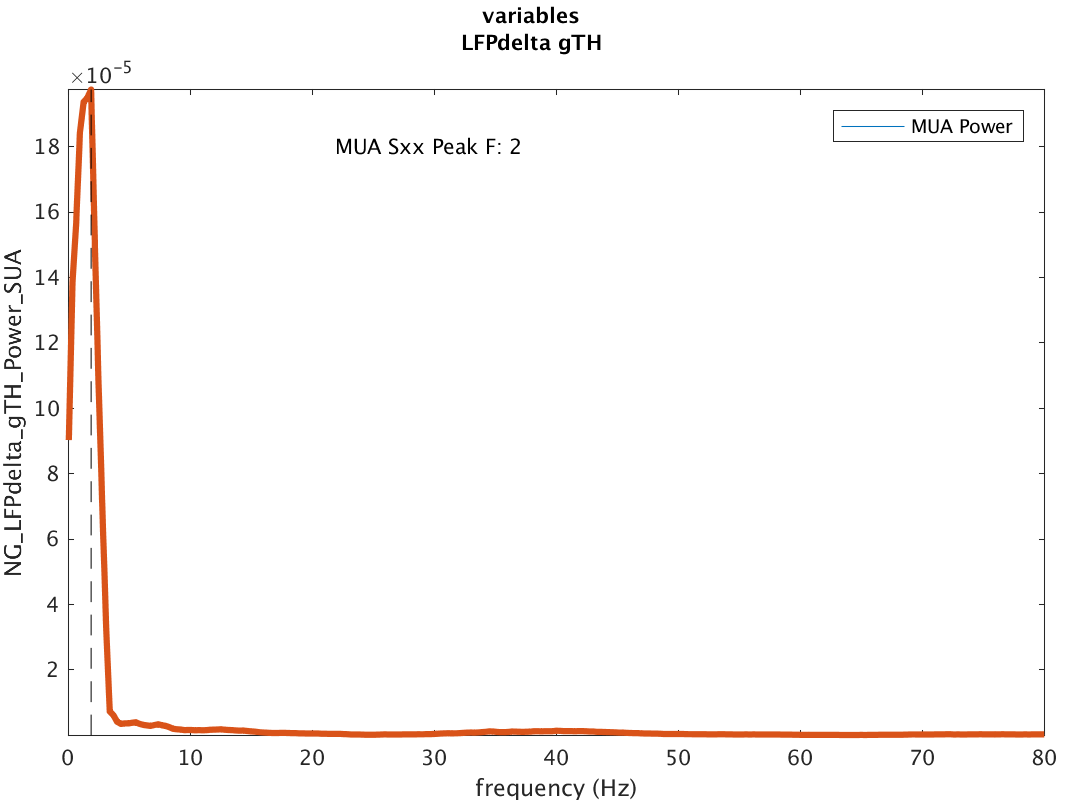 variables
LFPdelta gTH
×10⁻⁵
MUA Power
MUA Sxx Peak F: 2
NG_LFPdelta_gTH_Power_SUA
18
16
14
12
10
8
6
4
2
0 10 20 30 40 50 60 70 80
frequency (Hz)